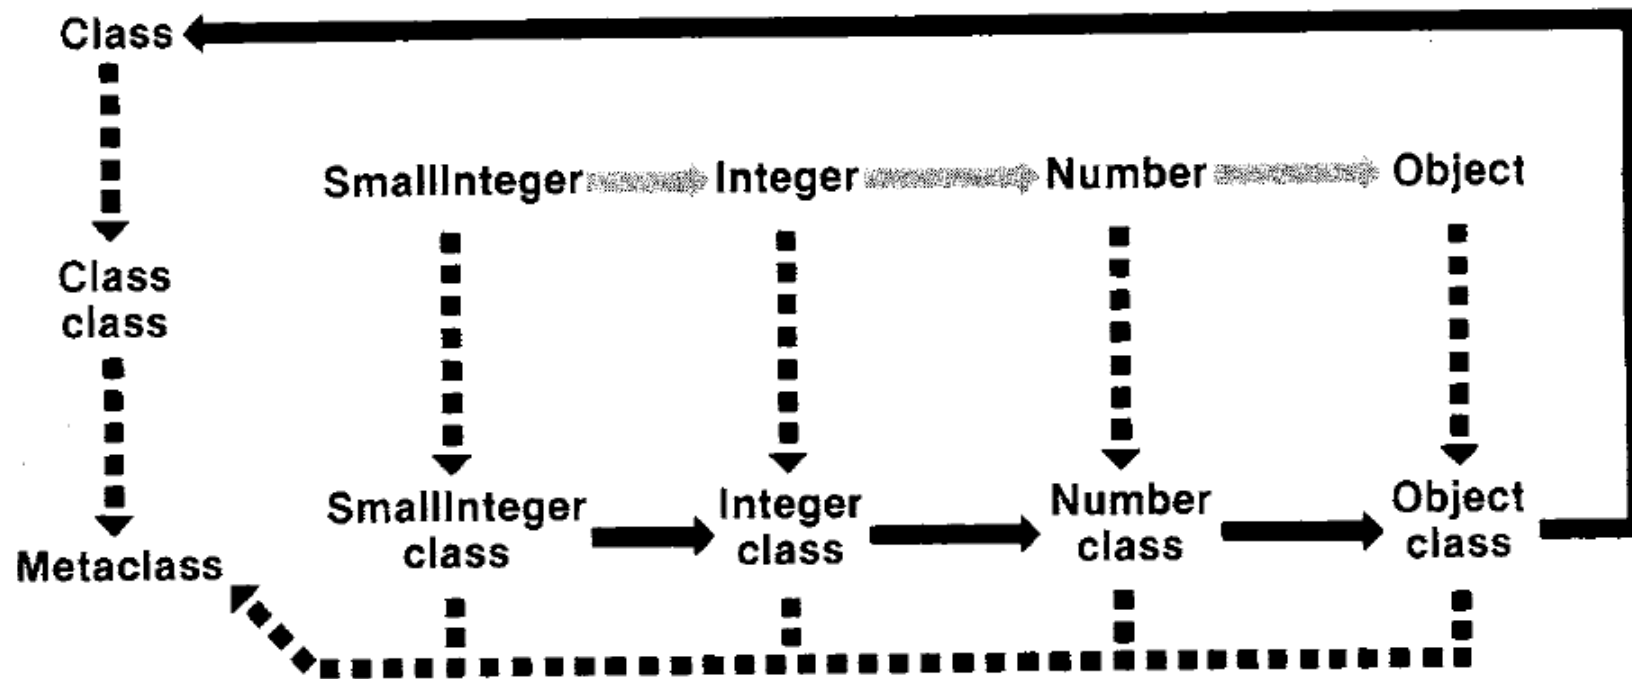 Class
SmallInteger Integer Number Object
Class
class
SmallInteger Integer Number Object
class class class class
Metaclass